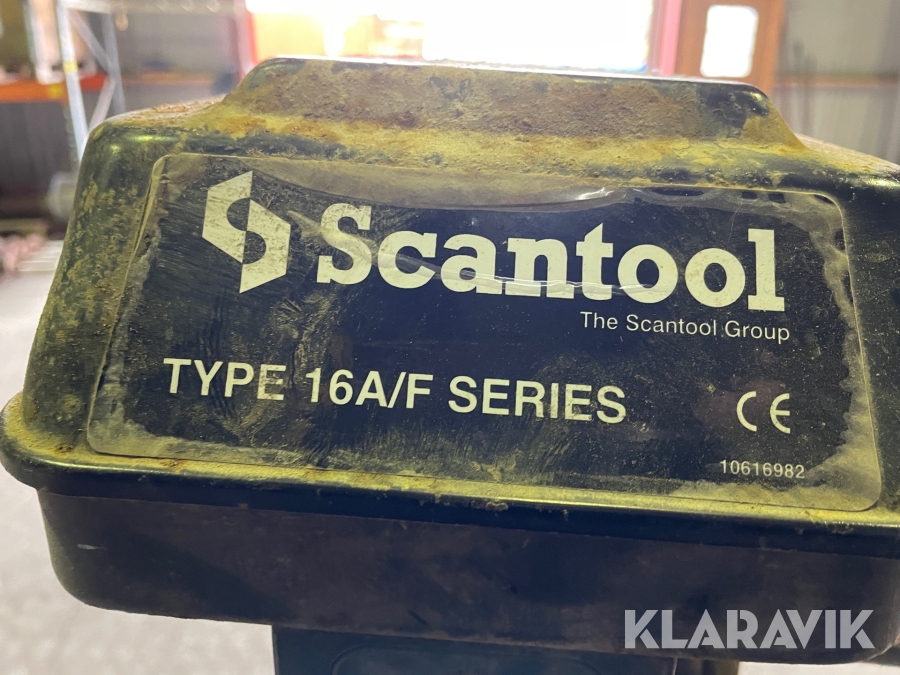 Scantool
The Scantool Group
TYPE 16A/F SERIES
CE
10616982
KLARAVIK